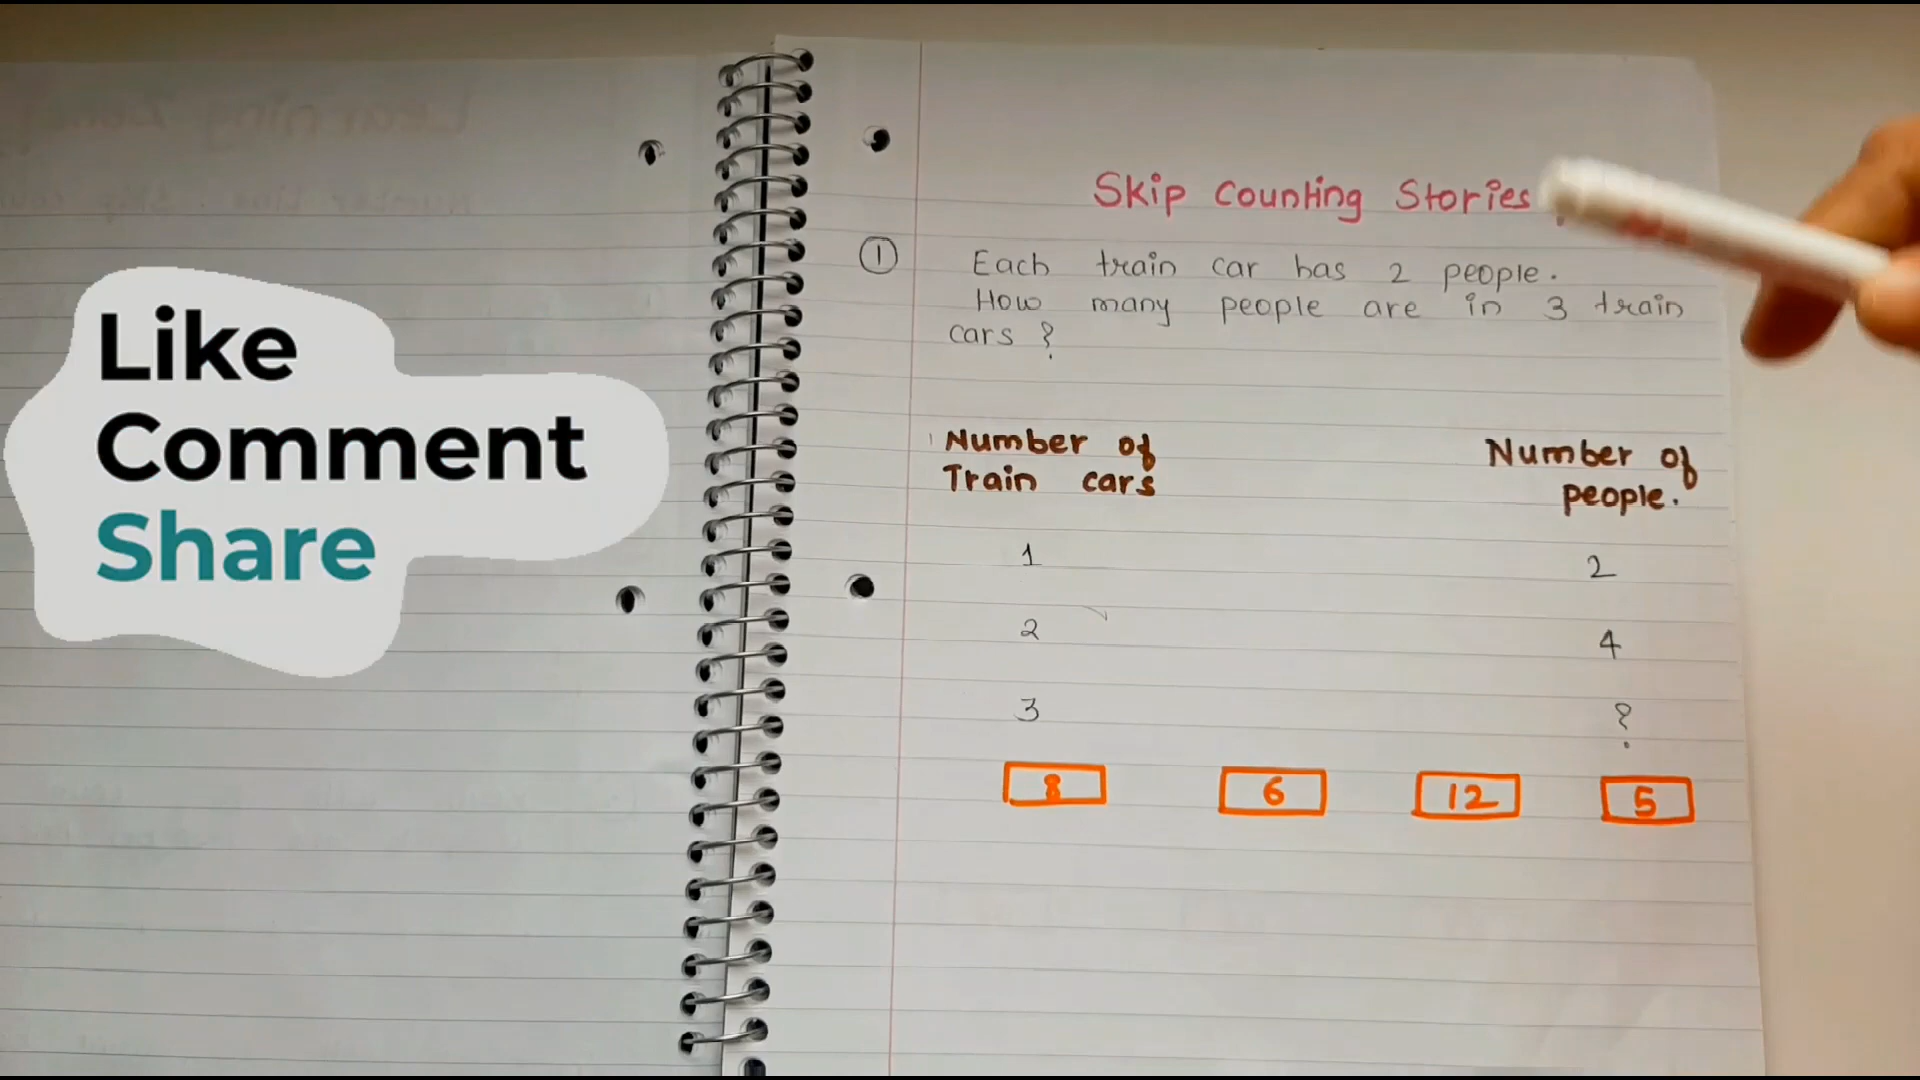 Like
Comment
Share
Skip Counting Stories
1 Each train car has 2 people.
How many people are in 3 train
cars ?
Number of
Train cars
Number of
people.
1 2
2 4
3 ?
8 6 12 5